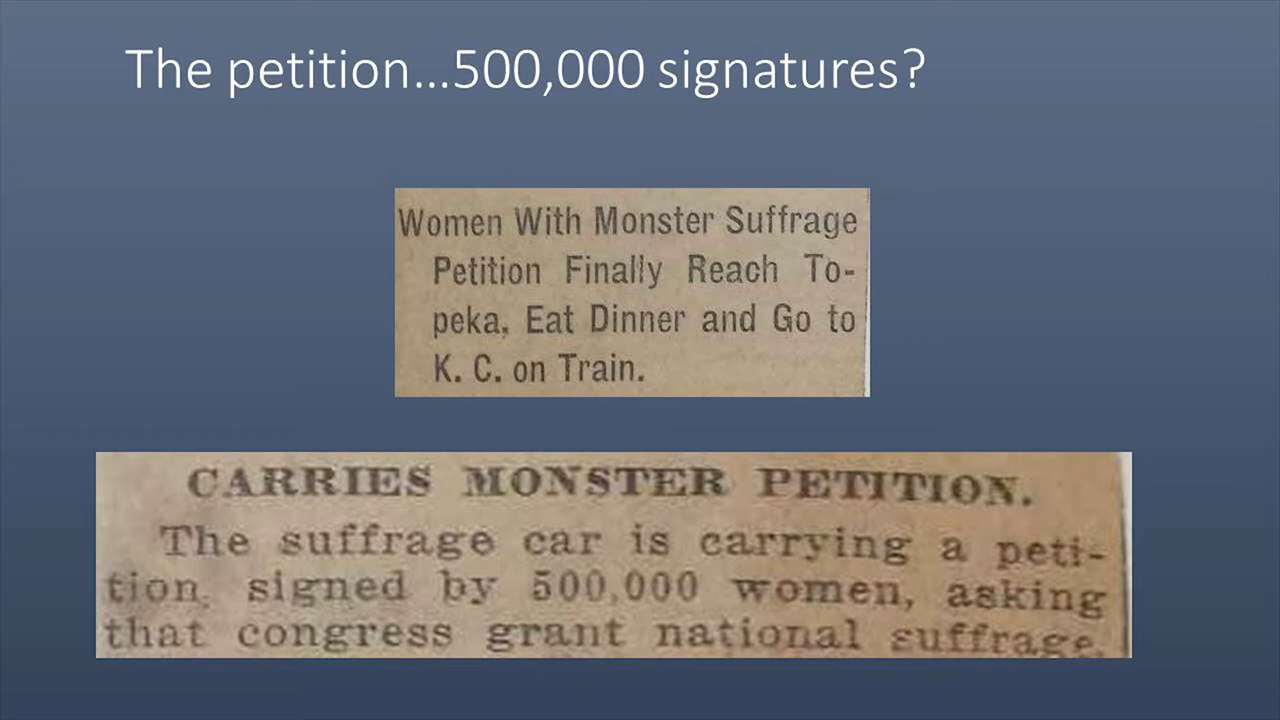 The petition...500,000 signatures?
Women With Monster Suffrage
Petition Finally Reach To-
peka, Eat Dinner and Go to
K. C. on Train.
CARRIES MONSTER PETITION.
The suffrage car is carrying a peti-
tion, signed by 500,000 women, asking
that congress grant national suffrage.